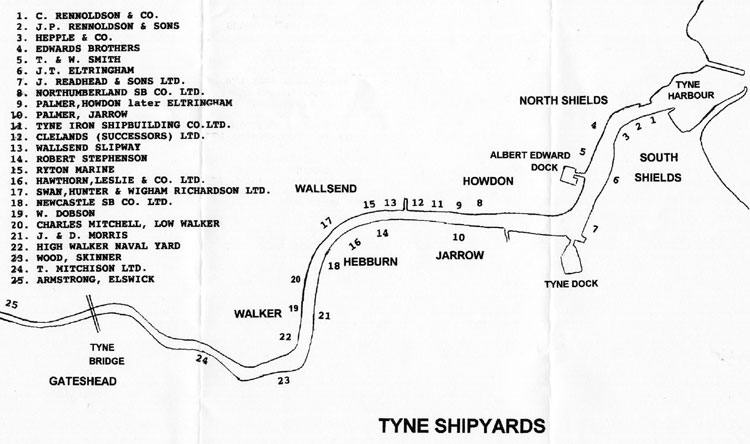 1. C. RENNOLDSON & CO.
2. J.P. RENNOLDSON & SONS
3. HEPPLE & CO.
4. EDWARDS BROTHERS
5. T. & W. SMITH
6. J.T. ELTRINGHAM
7. J. READHEAD & SONS LTD.
8. NORTHUMBERLAND SB CO. LTD.
9. PALMER,HOWDON later ELTRINGHAM
10. PALMER, JARROW
11. TYNE IRON SHIPBUILDING CO.LTD.
12. CLELANDS (SUCCESSORS) LTD.
13. WALLSEND SLIPWAY
14. ROBERT STEPHENSON
15. RYTON MARINE
16. HAWTHORN,LESLIE & CO. LTD.
17. SWAN,HUNTER & WIGHAM RICHARDSON LTD.
18. NEWCASTLE SB CO. LTD.
19. W. DOBSON
20. CHARLES MITCHELL, LOW WALKER
21. J. & D. MORRIS
22. HIGH WALKER NAVAL YARD
23. WOOD, SKINNER
24. T. MITCHISON LTD.
25. ARMSTRONG, ELSWICK
TYNE
HARBOUR
NORTH SHIELDS
4
3 2 1
5
ALBERT EDWARD
DOCK
SOUTH
SHIELDS
6
HOWDON
WALLSEND
15 13 12 11 9 8
17
7
14
16
10
HEBBURN
JARROW
18
20
TYNE DOCK
19
WALKER
21
25
22
TYNE
BRIDGE
24
23
GATESHEAD
TYNE SHIPYARDS